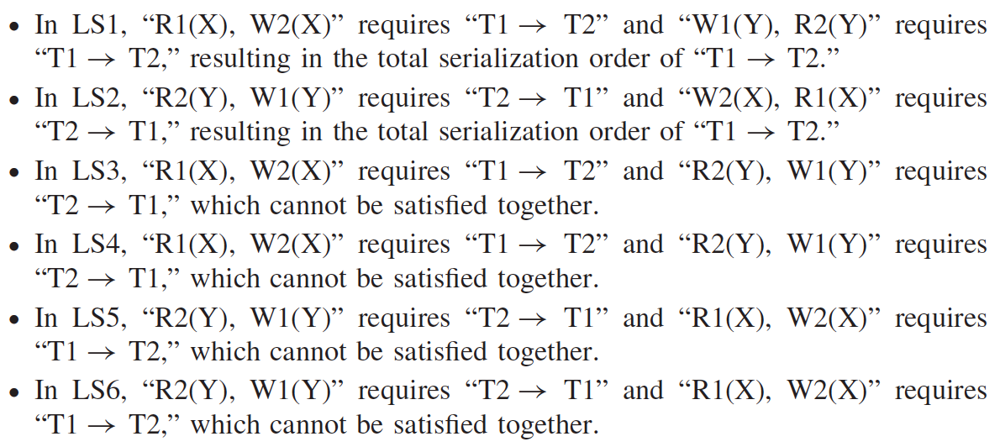 • In LS1, “R1(X), W2(X)” requires “T1 → T2” and “W1(Y), R2(Y)” requires
“T1 → T2,” resulting in the total serialization order of “T1 → T2.”
• In LS2, “R2(Y), W1(Y)” requires “T2 → T1” and “W2(X), R1(X)” requires
“T2 → T1,” resulting in the total serialization order of “T1 → T2.”
• In LS3, “R1(X), W2(X)” requires “T1 → T2” and “R2(Y), W1(Y)” requires
“T2 → T1,” which cannot be satisfied together.
• In LS4, “R1(X), W2(X)” requires “T1 → T2” and “R2(Y), W1(Y)” requires
“T2 → T1,” which cannot be satisfied together.
• In LS5, “R2(Y), W1(Y)” requires “T2 → T1” and “R1(X), W2(X)” requires
“T1 → T2,” which cannot be satisfied together.
• In LS6, “R2(Y), W1(Y)” requires “T2 → T1” and “R1(X), W2(X)” requires
“T1 → T2,” which cannot be satisfied together.